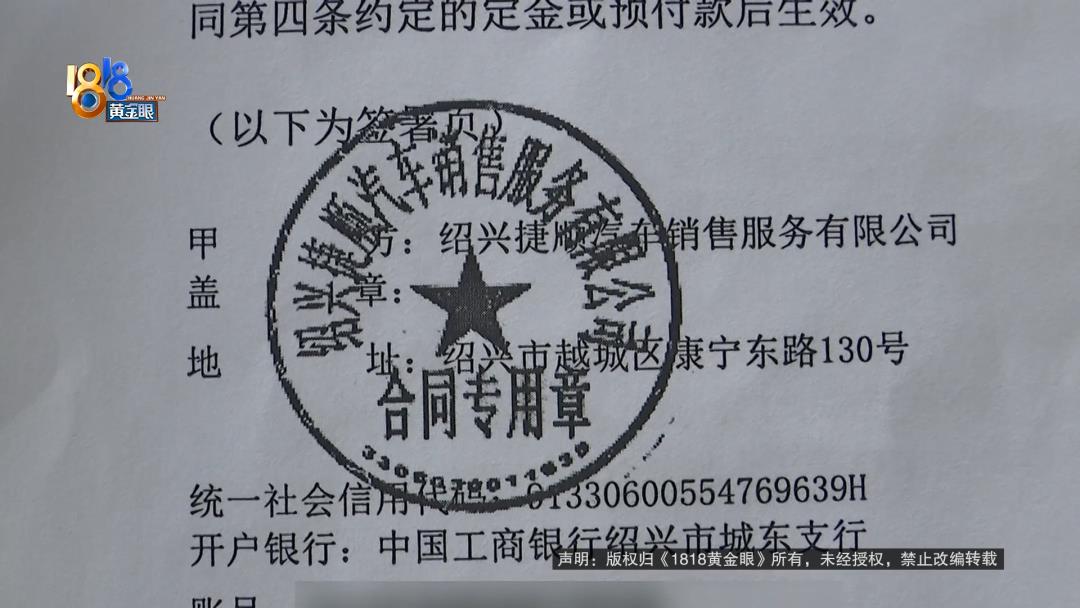 同第四条约定的定金或预付款后生效。
1818
HUANG JIN YAN
黄金眼
（以下为签署页）
绍兴捷顺汽车销售服务有限公司
甲 方：绍兴捷顺汽车销售服务有限公司
盖 章：
地 址：绍兴市越城区康宁东路130号
合同专用章
统一社会信用代码：91330600554769639H
开户银行：中国工商银行绍兴市城东支行
声明：版权归《1818黄金眼》所有，未经授权，禁止改编转载
账号